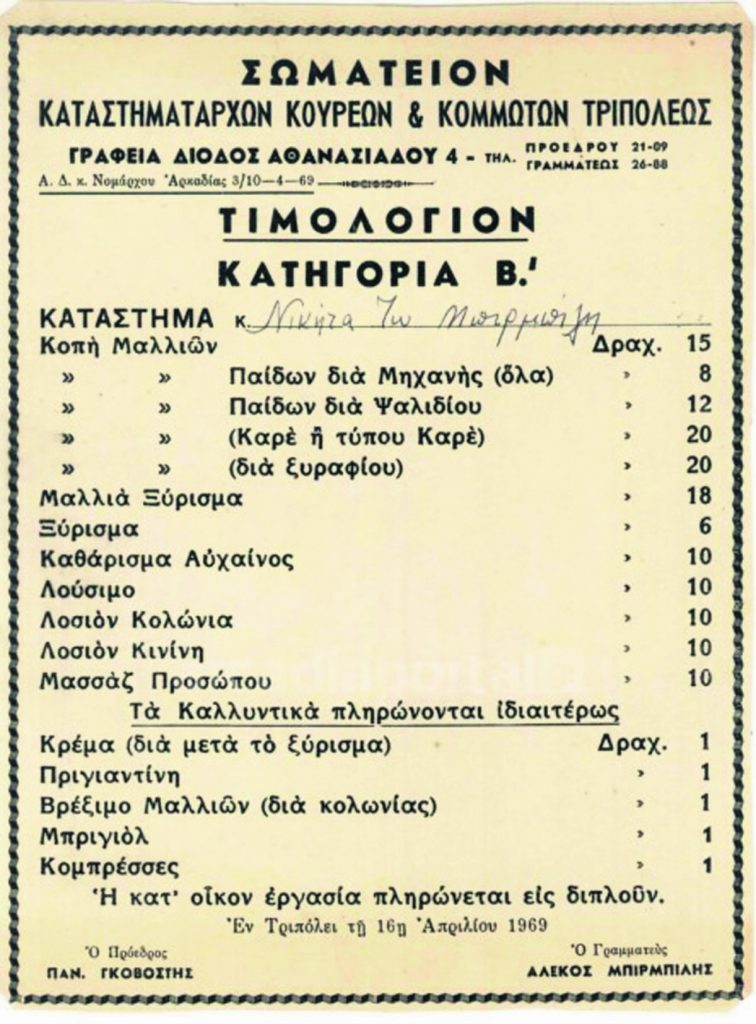 ΣΩΜΑΤΕΙΟΝ
ΚΑΤΑΣΤΗΜΑΤΑΡΧΩΝ ΚΟΥΡΕΩΝ & ΚΟΜΜΩΤΩΝ ΤΡΙΠΟΛΕΩΣ
ΓΡΑΦΕΙΑ ΔΙΟΔΟΣ ΑΘΑΝΑΣΙΑΔΟΥ 4 - ΤΗΛ. ΠΡΟΕΔΡΟΥ 21-09
ΓΡΑΜΜΑΤΕΩΣ 26-88
Α. Δ. κ. Νομάρχου Ἀρκαδίας 3/10-4-69
ΤΙΜΟΛΟΓΙΟΝ
ΚΑΤΗΓΟΡΙΑ Β.'
ΚΑΤΑΣΤΗΜΑ κ. Νικήτα Ιω
Κοπὴ Μαλλιῶν Δραχ. 15
» » Παίδων διὰ Μηχανής (ὅλα) » 8
» » Παίδων διὰ Ψαλιδίου » 12
» » (Καρὲ ἢ τύπου Καρὲ) » 20
» » (διὰ ξυραφίου) » 20
Μαλλιὰ Ξύρισμα » 18
Ξύρισμα » 6
Καθάρισμα Αὐχαίνος » 10
Λούσιμο » 10
Λοσιὸν Κολώνια » 10
Λοσιὸν Κινίνη » 10
Μασσὰζ Προσώπου » 10
Τὰ Καλλυντικὰ πληρώνονται ἰδιαιτέρως
Κρέμα (διὰ μετὰ τὸ ξύρισμα) Δραχ. 1
Πριγιαντίνη » 1
Βρέξιμο Μαλλιῶν (διὰ κολωνίας) » 1
Μπριγιὸλ » 1
Κομπρέσσες » 1
Ἡ κατ' οἶκον ἐργασία πληρώνεται εἰς διπλοῦν.
Ἐν Τριπόλει τῇ 16ῃ Ἀπριλίου 1969
Ὁ Πρόεδρος Ὁ Γραμματεὺς
ΠΑΝ. ΓΚΟΒΟΣΤΗΣ ΑΛΕΚΟΣ ΜΠΙΡΜΠΙΛΗΣ